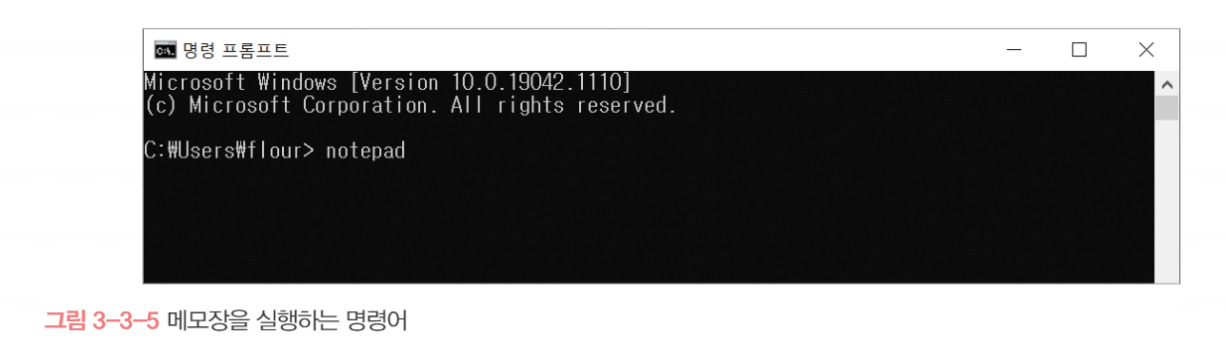 명령 프롬프트
Microsoft Windows [Version 10.0.19042.1110]
(c) Microsoft Corporation. All rights reserved.
C:₩Users₩flour> notepad
그림 3-3-5 메모장을 실행하는 명령어